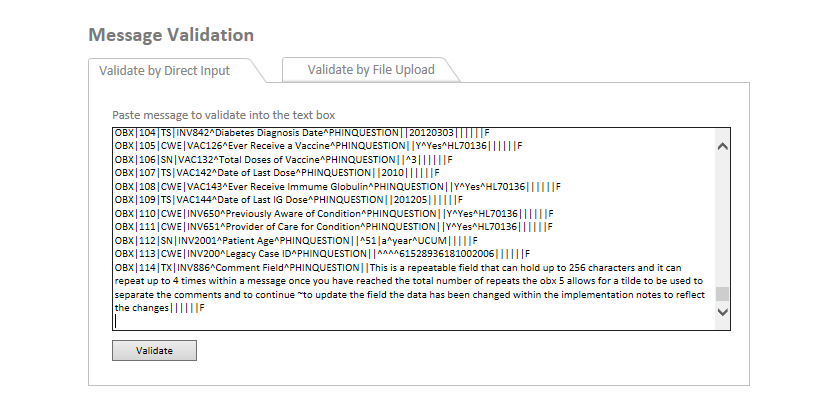 Message Validation
Validate by Direct Input
Validate by File Upload
Paste message to validate into the text box
OBX|104|TS|INV842^Diabetes Diagnosis Date^PHINQUESTION||20120303||||||F
OBX|105|CWE|VAC126^Ever Receive a Vaccine^PHINQUESTION||Y^Yes^HL70136||||||F
OBX|106|SN|VAC132^Total Doses of Vaccine^PHINQUESTION||^3||||||F
OBX|107|TS|VAC142^Date of Last Dose^PHINQUESTION||2010||||||F
OBX|108|CWE|VAC143^Ever Receive Immume Globulin^PHINQUESTION||Y^Yes^HL70136||||||F
OBX|109|TS|VAC144^Date of Last IG Dose^PHINQUESTION||201205||||||F
OBX|110|CWE|INV650^Previously Aware of Condition^PHINQUESTION||Y^Yes^HL70136||||||F
OBX|111|CWE|INV651^Provider of Care for Condition^PHINQUESTION||Y^Yes^HL70136||||||F
OBX|112|SN|INV2001^Patient Age^PHINQUESTION||^51|a^year^UCUM|||||F
OBX|113|CWE|INV200^Legacy Case ID^PHINQUESTION||^^^^61528936181002006||||||F
OBX|114|TX|INV886^Comment Field^PHINQUESTION||This is a repeatable field that can hold up to 256 characters and it can
repeat up to 4 times within a message once you have reached the total number of repeats the obx 5 allows for a tilde to be used to
separate the comments and to continue ~to update the field the data has been changed within the implementation notes to reflect
the changes||||||F
Validate